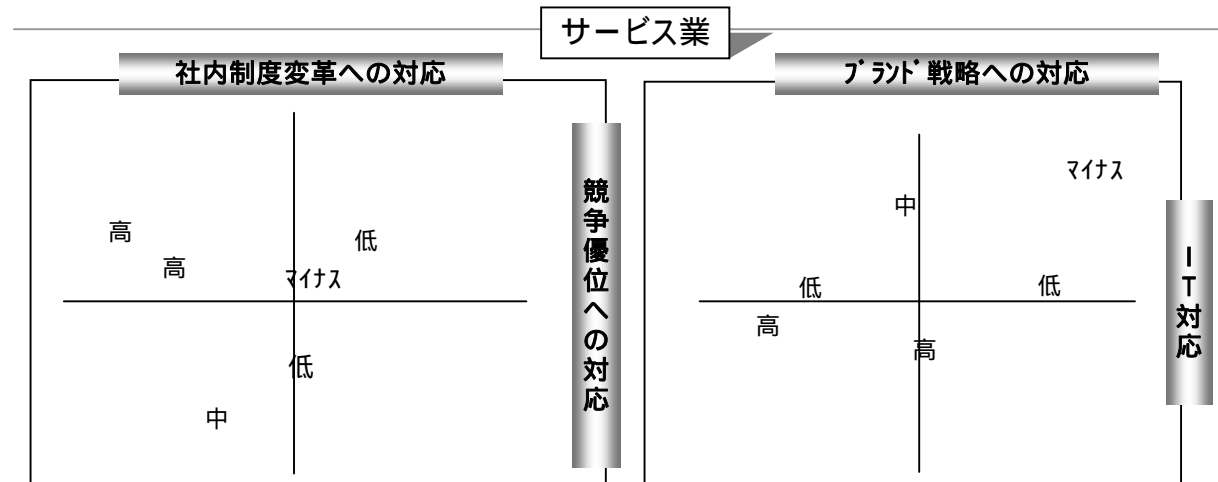 サービス業
社内制度変革への対応
高
高
低
マイナス
低
中
競争優位への対応
ブランド戦略への対応
マイナス
中
低
低
高
高
IT対応